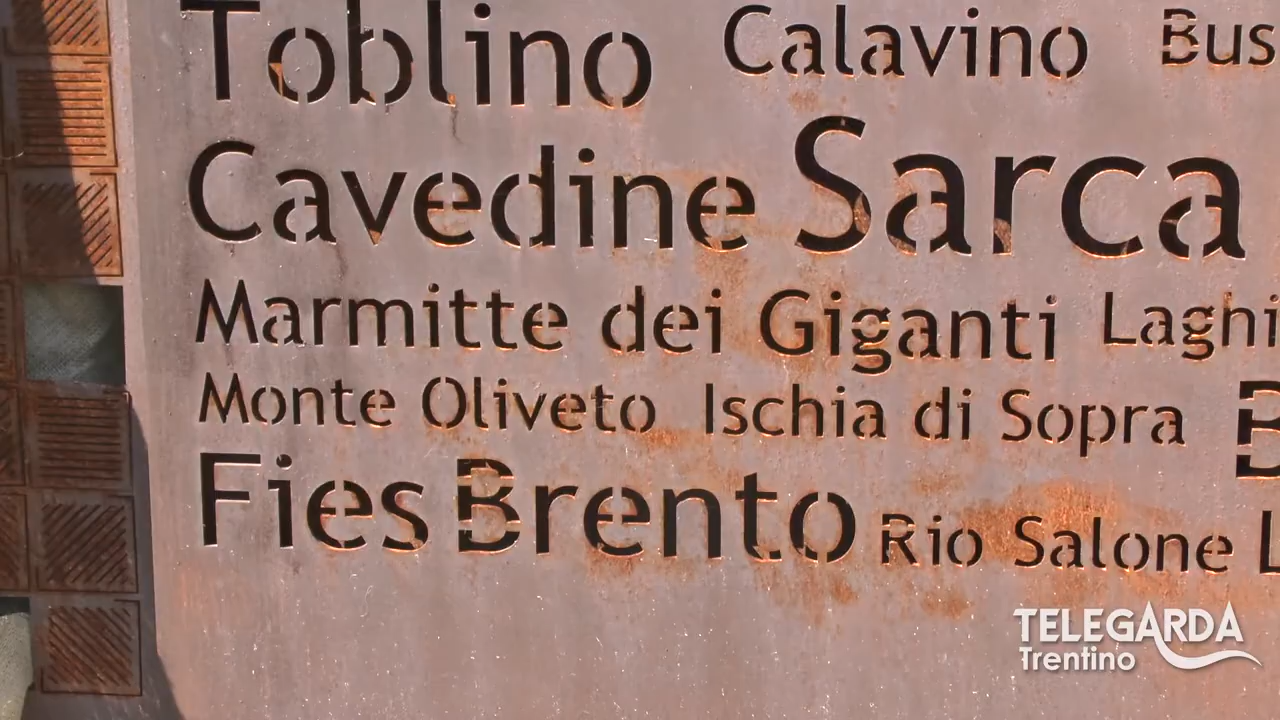 Toblino Calavino Bus
Cavedine Sarca
Marmitte dei Giganti Laghi
Monte Oliveto Ischia di Sopra B
Fies Brento Rio Salone L
TELEGARDA
Trentino